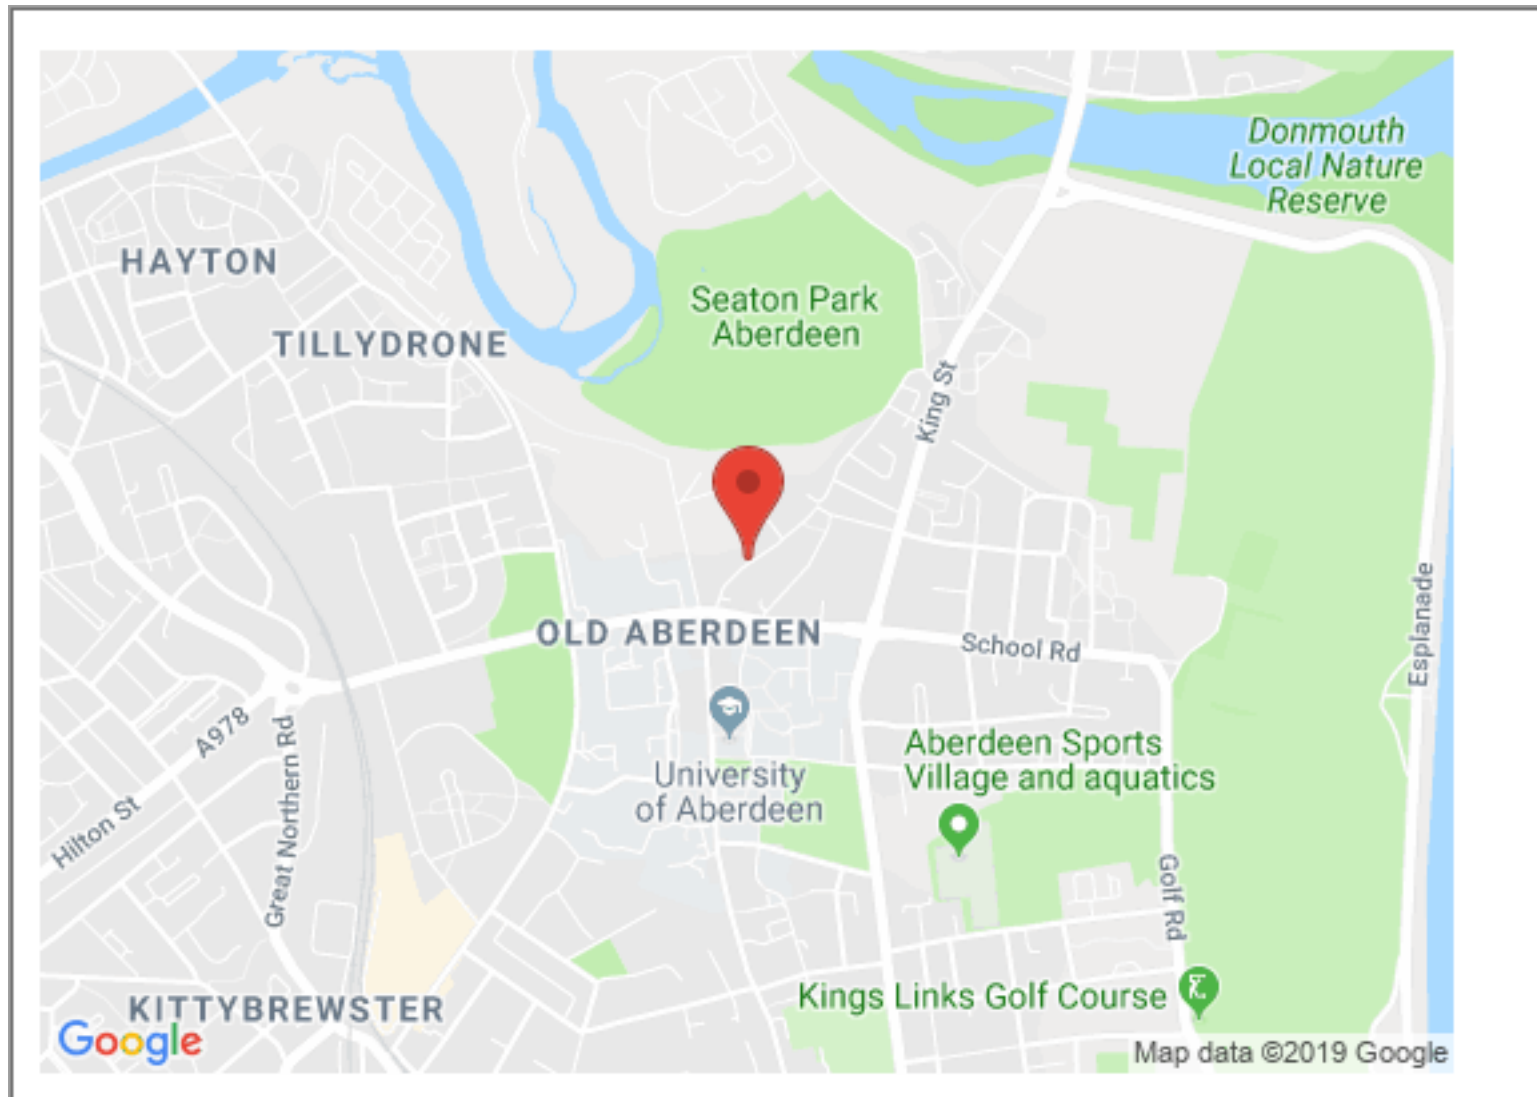 Donmouth
Local Nature
Reserve
HAYTON
Seaton Park
Aberdeen
TILLYDRONE
King St
Esplanade
OLD ABERDEEN
School Rd
A978
Great Northern Rd
Hilton St
University
of Aberdeen
Aberdeen Sports
Village and aquatics
Golf Rd
Kings Links Golf Course
KITTYBREWSTER
Google
Map data ©2019 Google